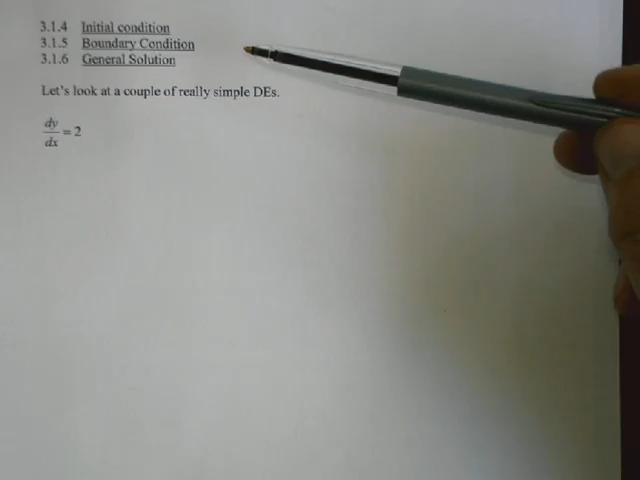 3.1.4 Initial condition
3.1.5 Boundary Condition
3.1.6 General Solution
Let's look at a couple of really simple DEs.
dy/dx = 2